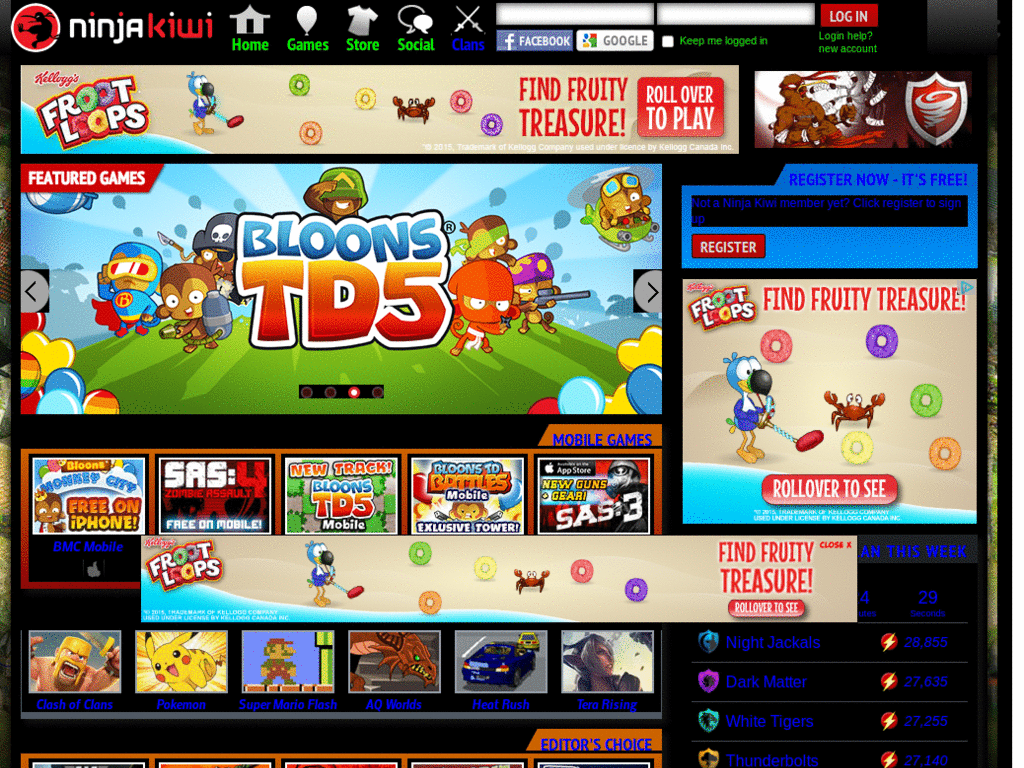 ninjakiwi
Home
Games
Store
Social
Clans
LOG IN
FACEBOOK
GOOGLE
Keep me logged in
Login help?
new account
Kellogg's
FROOT
LOOPS
FIND FRUITY
TREASURE!
ROLL OVER
TO PLAY
*© 2015, Trademark of Kellogg Company used under licence by Kellogg Canada Inc.
FEATURED GAMES
BLOONS®
TD5
REGISTER NOW - IT'S FREE!
Not a Ninja Kiwi member yet? Click register to sign
up
REGISTER
Kellogg's
FROOT
LOOPS
FIND FRUITY TREASURE!
ROLLOVER TO SEE
*© 2015, TRADEMARK OF KELLOGG COMPANY
USED UNDER LICENSE BY KELLOGG CANADA INC.
MOBILE GAMES
Bloons
MONKEY CITY
FREE ON
iPHONE!
SAS:4
ZOMBIE ASSAULT
FREE ON MOBILE!
NEW TRACK!
BLOONS
TD5
Mobile
BLOONS TD
BATTLES
Mobile
EXLUSIVE TOWER!
Available on the
App Store
NEW GUNS
+ GEAR!
SAS:3
BMC Mobile
Kellogg's
FROOT
LOOPS
*© 2015, TRADEMARK OF KELLOGG COMPANY
USED UNDER LICENSE BY KELLOGG CANADA INC.
FIND FRUITY
TREASURE!
ROLLOVER TO SEE
CLOSE X
AN THIS WEEK
4
utes
29
Seconds
Night Jackals
28,855
Dark Matter
27,635
White Tigers
27,255
Thunderbolts
27,140
Clash of Clans
Pokemon
Super Mario Flash
AQ Worlds
Heat Rush
Tera Rising
EDITOR'S CHOICE